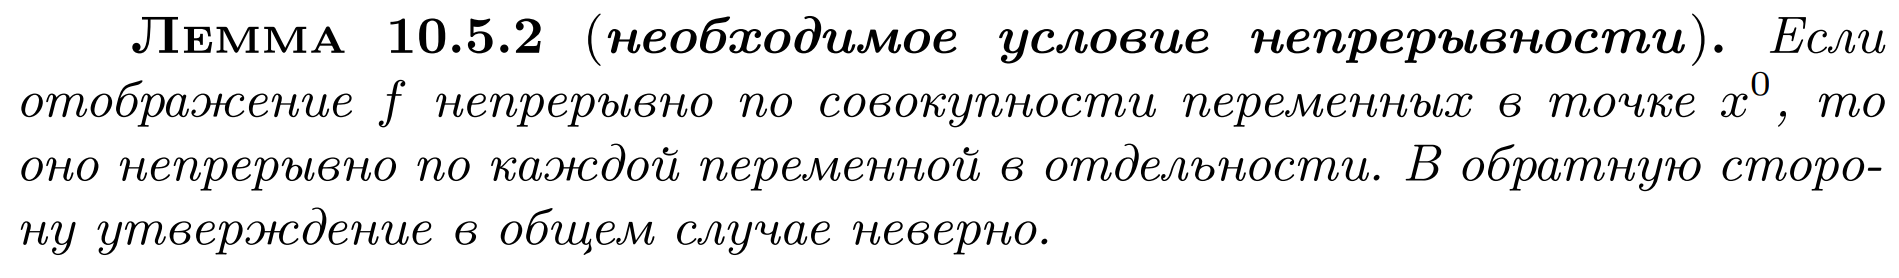 Лемма 10.5.2 (необходимое условие непрерывности). Если
отображение f непрерывно по совокупности переменных в точке x⁰, то
оно непрерывно по каждой переменной в отдельности. В обратную сторо-
ну утверждение в общем случае неверно.